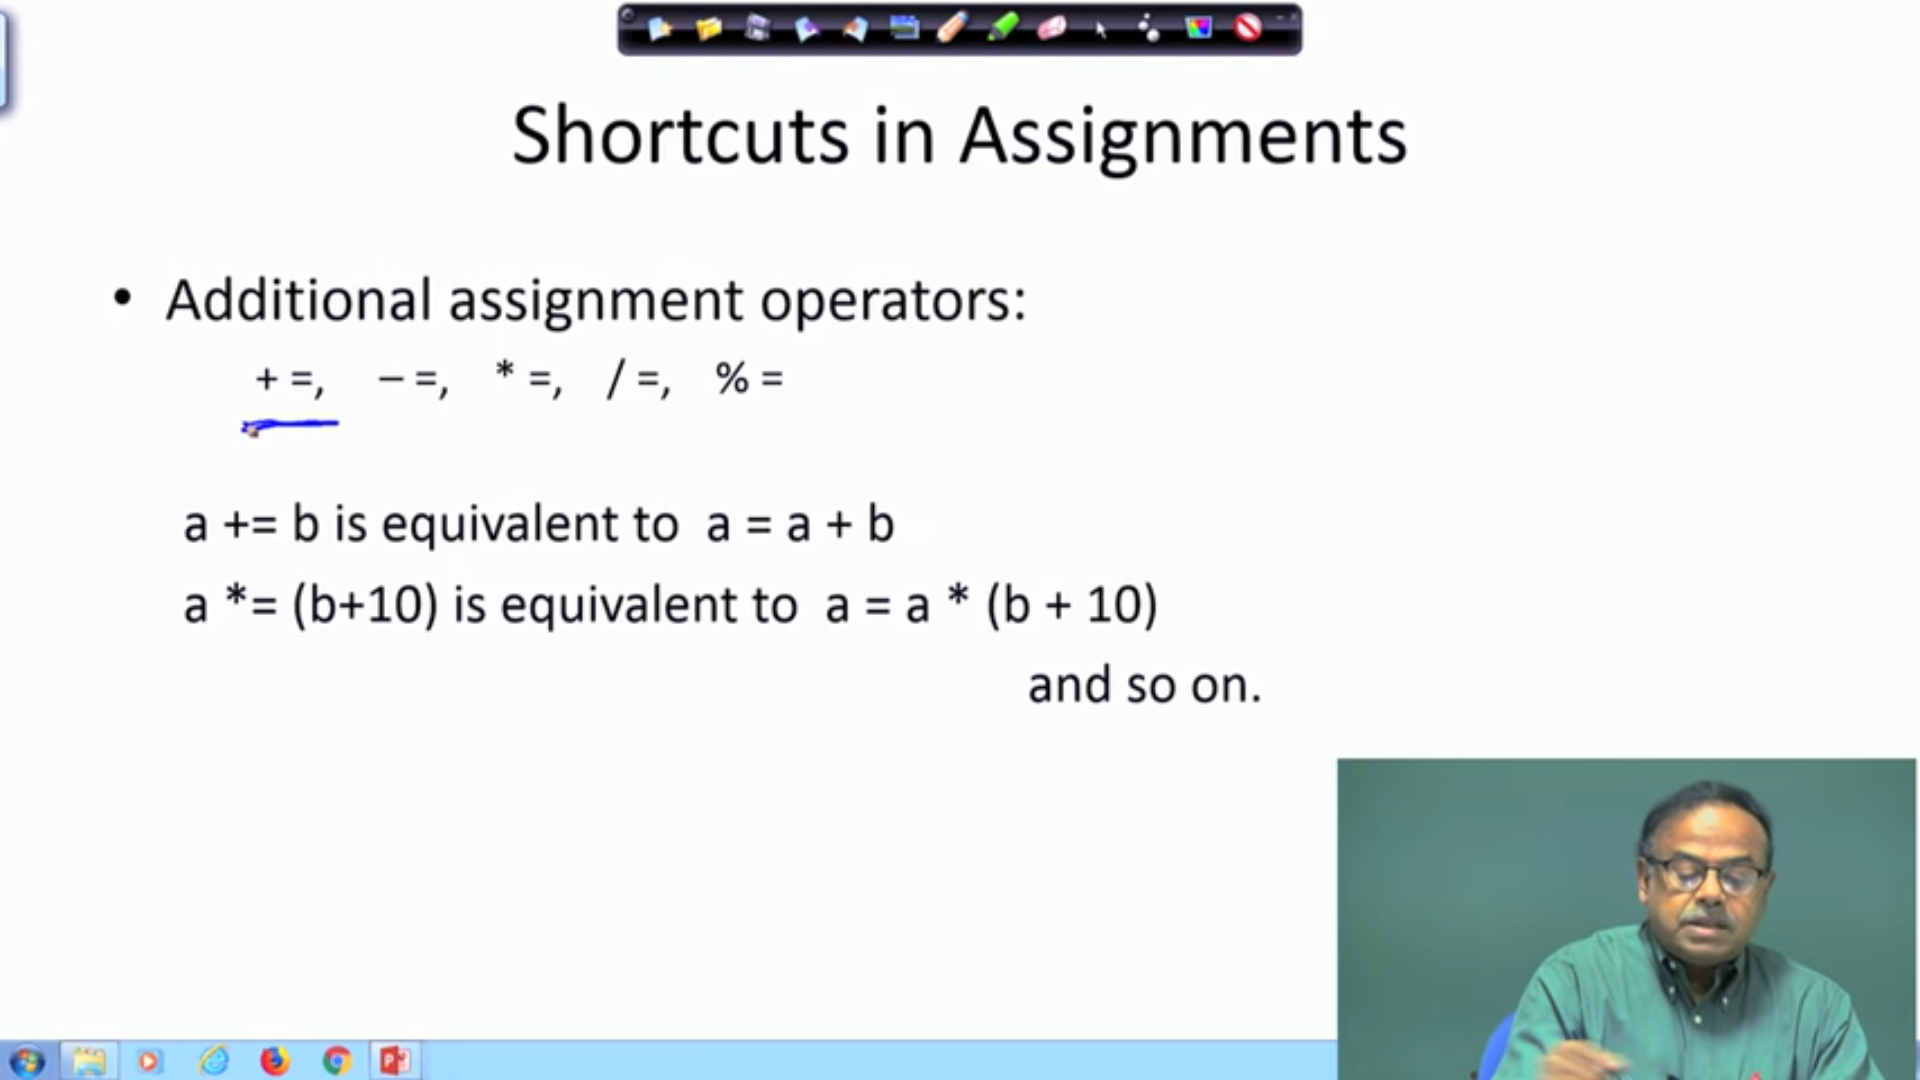 Shortcuts in Assignments
• Additional assignment operators:
+ =, – =, * =, / =, % =
a += b is equivalent to a = a + b
a *= (b+10) is equivalent to a = a * (b + 10)
and so on.